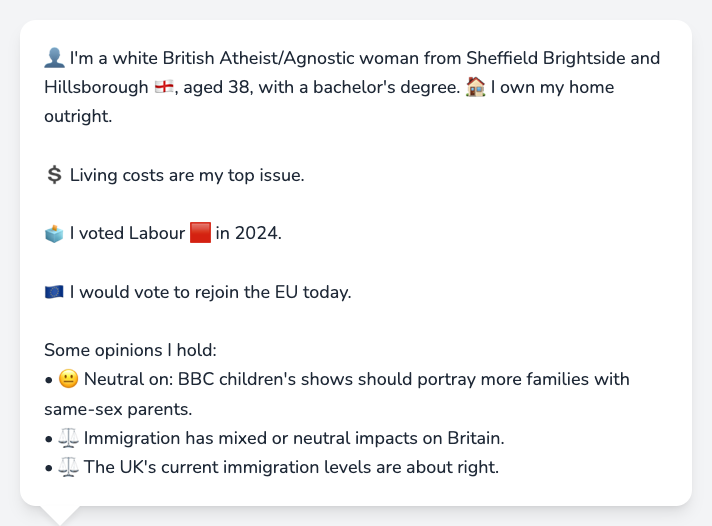 👤 I'm a white British Atheist/Agnostic woman from Sheffield Brightside and
Hillsborough 🏴󠁧󠁢󠁥󠁮󠁧󠁿, aged 38, with a bachelor's degree. 🏠 I own my home
outright.
💲 Living costs are my top issue.
🗳️ I voted Labour 🟥 in 2024.
🇪🇺 I would vote to rejoin the EU today.
Some opinions I hold:
• 😐 Neutral on: BBC children's shows should portray more families with
same-sex parents.
• ⚖️ Immigration has mixed or neutral impacts on Britain.
• ⚖️ The UK's current immigration levels are about right.